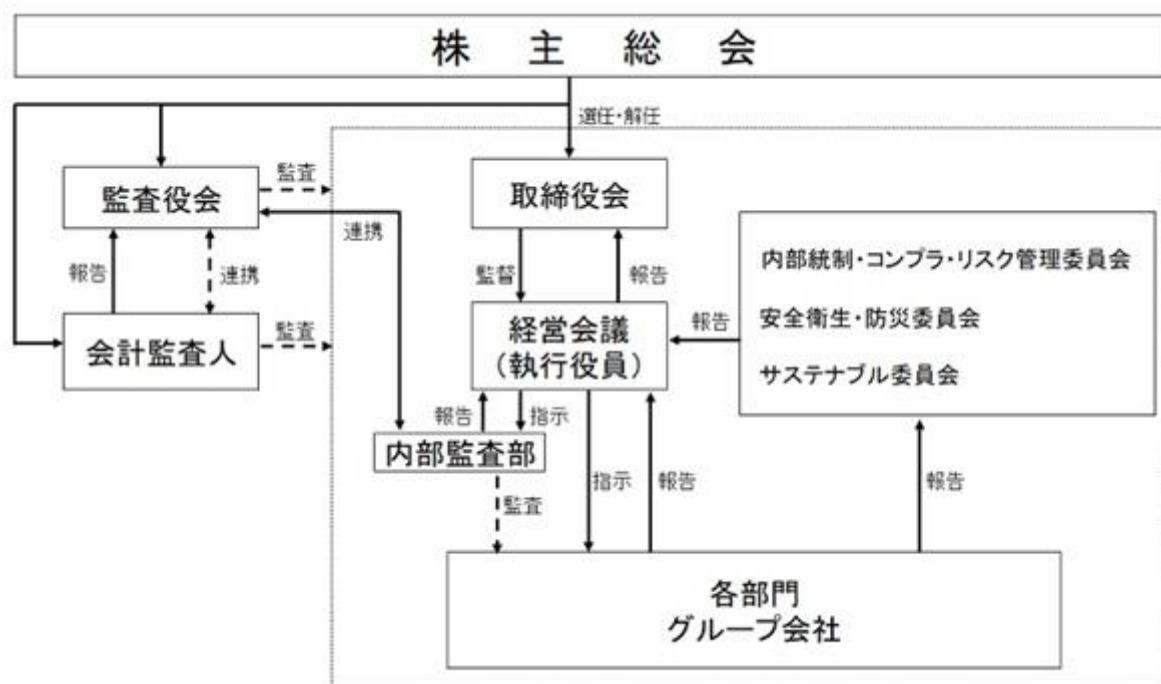 株主総会
選任・解任
監査役会
監査
取締役会
連携
報告
連携
監督
報告
内部統制・コンプラ・リスク管理委員会
安全衛生・防災委員会
サステナブル委員会
会計監査人
監査
経営会議
（執行役員）
報告
報告
指示
内部監査部
監査
指示
報告
報告
各部門
グループ会社